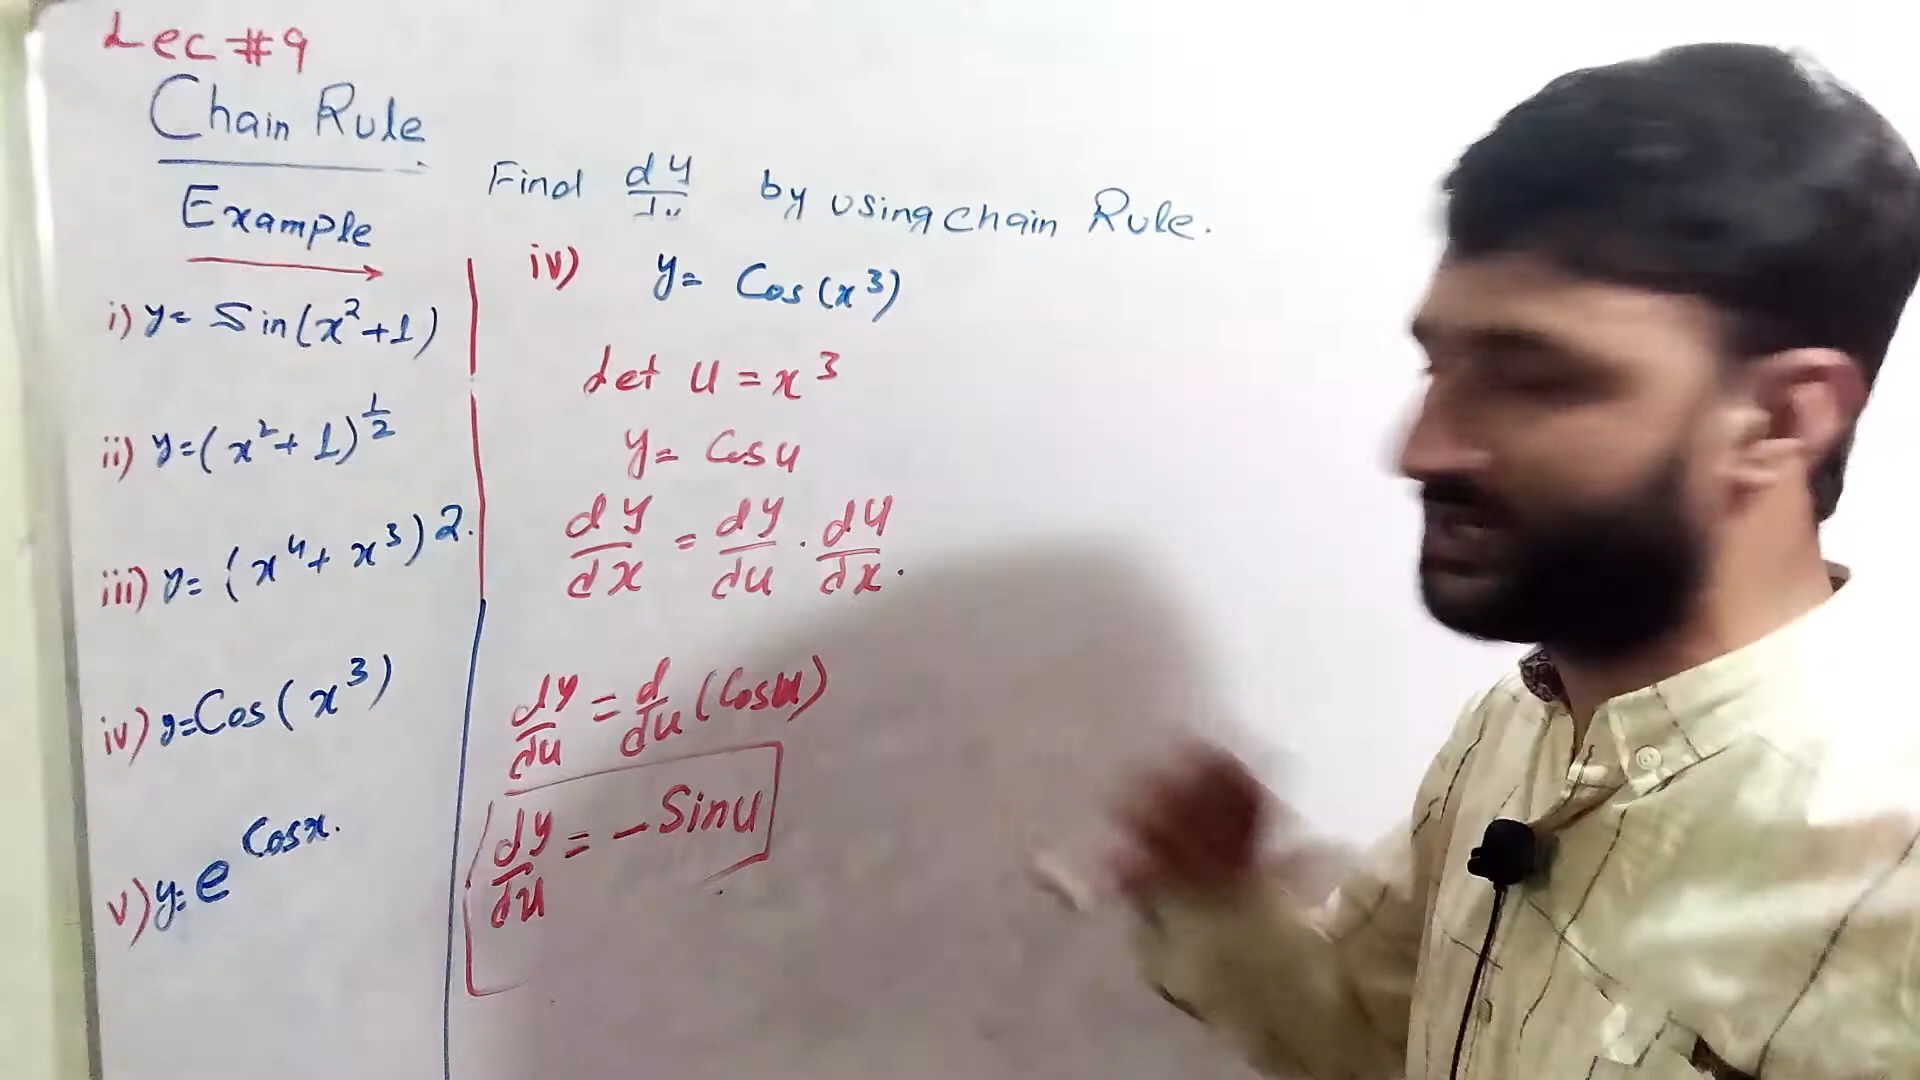 Lec #9
Chain Rule
Example
i) y= Sin(x²+1)
ii) y=(x²+1)^½
iii) y=(x⁴+x³)2.
iv) y=Cos(x³)
v) y=e^Cosx.
Find dy/ by using chain Rule.
iv) y= Cos(x³)
Let u=x³
y= Cosu
dy/dx = dy/du . du/dx.
dy/du = d/du (Cosu)
dy/du = -Sinu